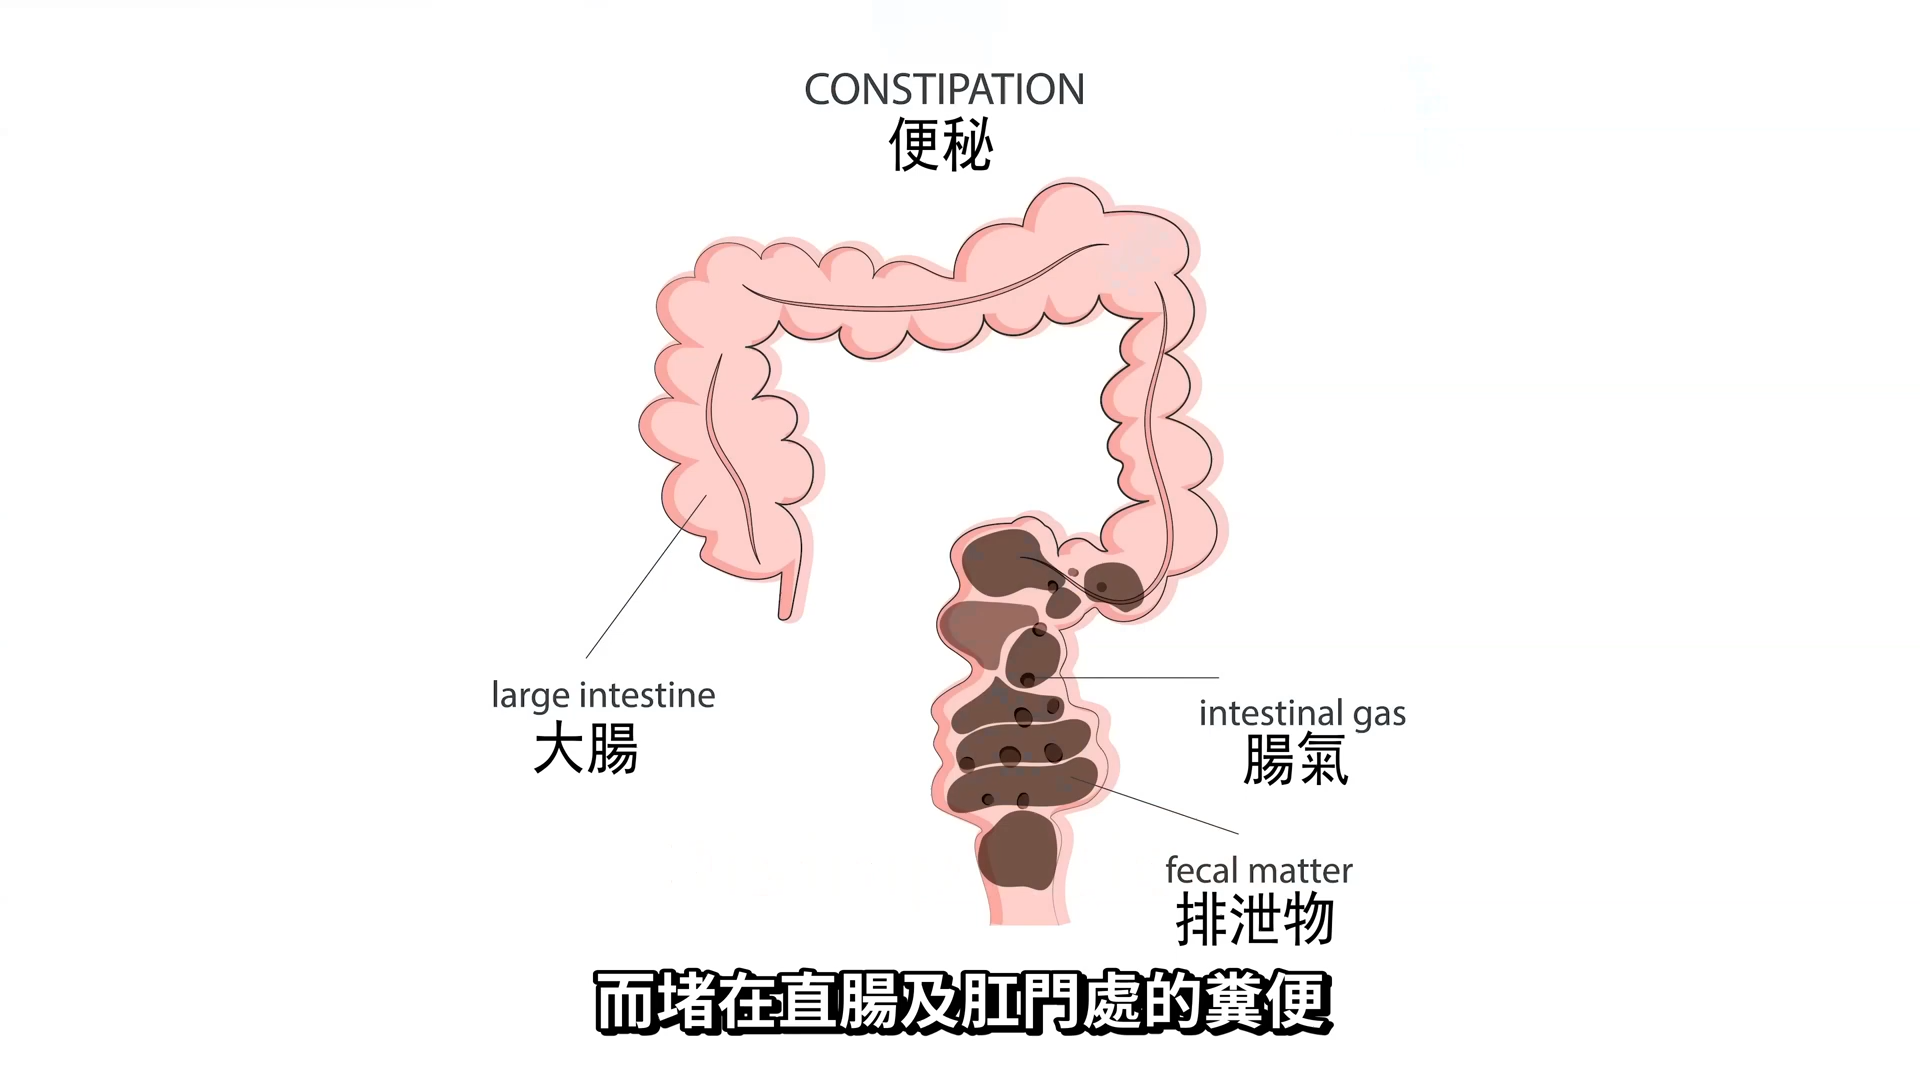 CONSTIPATION
便秘
large intestine
大腸
intestinal gas
腸氣
fecal matter
排泄物
而堵在直腸及肛門處的糞便